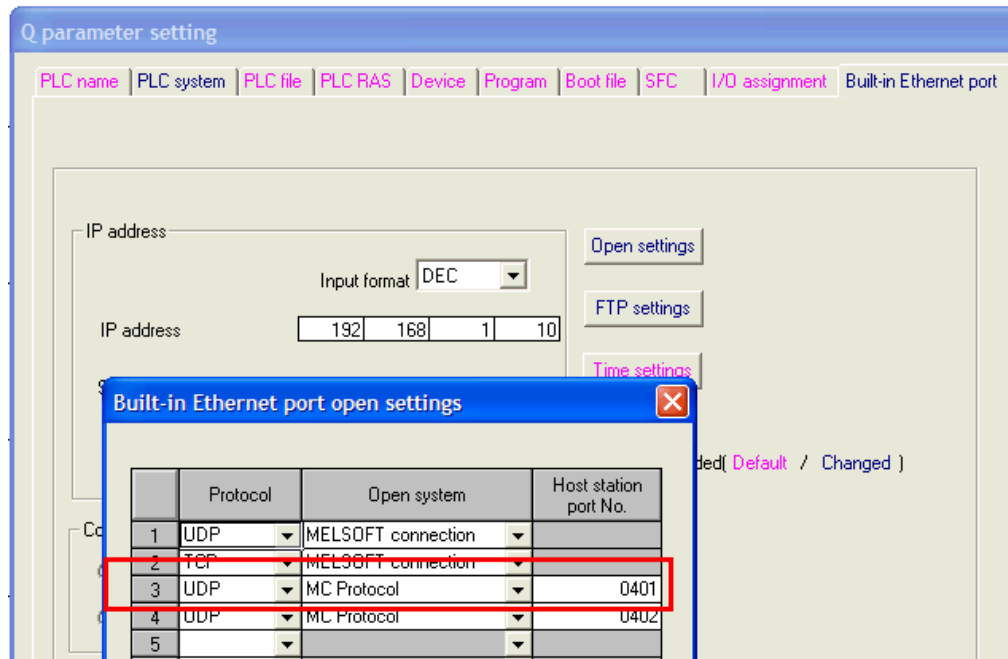 Q parameter setting
PLC name PLC system PLC file PLC RAS Device Program Boot file SFC I/O assignment Built-in Ethernet port
IP address
Open settings
Input format DEC
FTP settings
IP address 192 168 1 10
Time settings
Built-in Ethernet port open settings
Default / Changed )
Protocol Open system Host station port No.
1 UDP MELSOFT connection
2 TCP MELSOFT connection
3 UDP MC Protocol 0401
4 UDP MC Protocol 0402
5